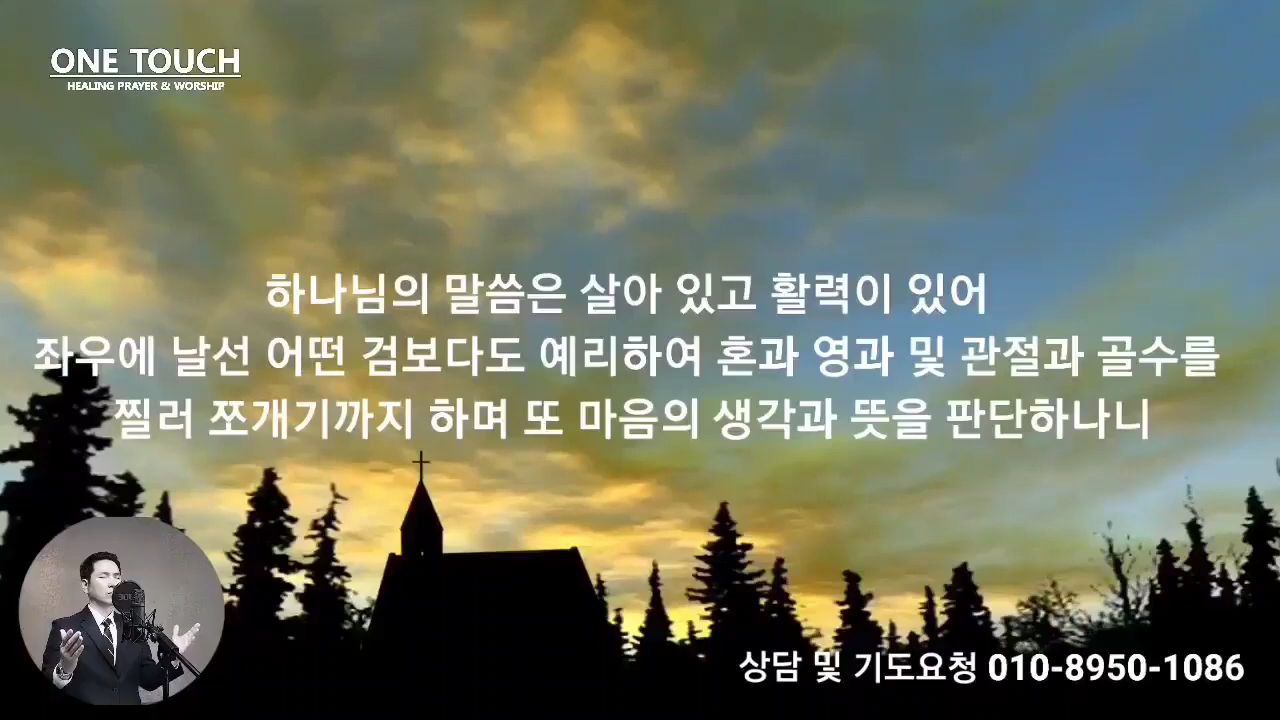 ONE TOUCH
HEALING PRAYER & WORSHIP
하나님의 말씀은 살아 있고 활력이 있어
좌우에 날선 어떤 검보다도 예리하여 혼과 영과 및 관절과 골수를
찔러 쪼개기까지 하며 또 마음의 생각과 뜻을 판단하나니
상담 및 기도요청 010-8950-1086